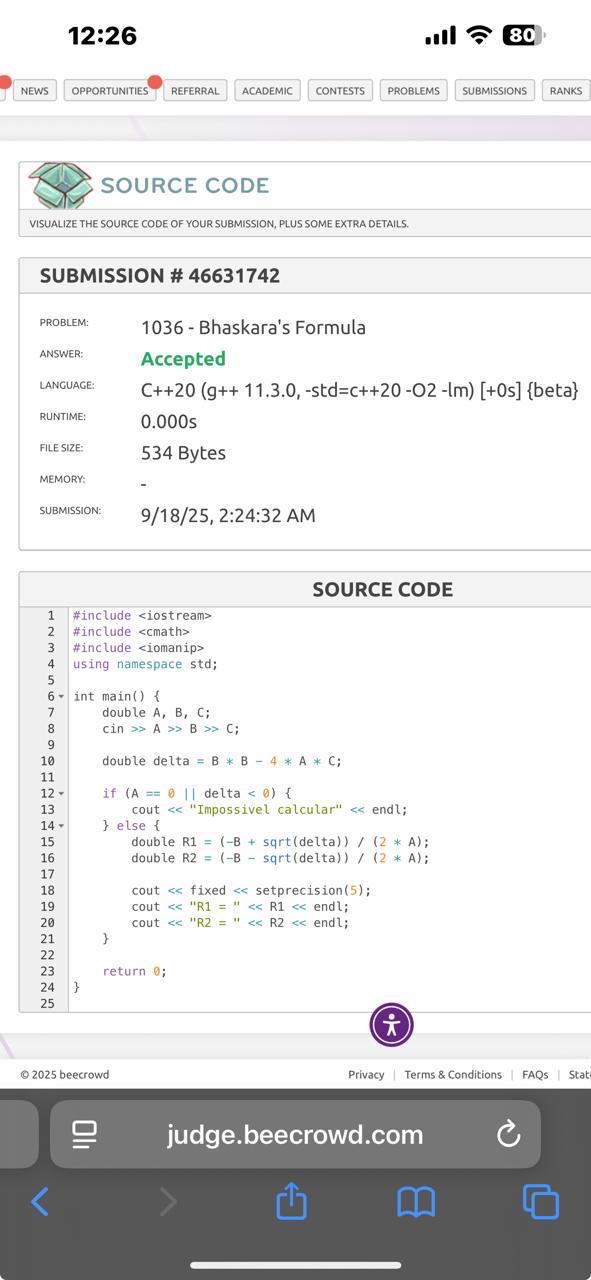 12:26
80
NEWS
OPPORTUNITIES
REFERRAL
ACADEMIC
CONTESTS
PROBLEMS
SUBMISSIONS
RANKS
SOURCE CODE
VISUALIZE THE SOURCE CODE OF YOUR SUBMISSION, PLUS SOME EXTRA DETAILS.
SUBMISSION # 46631742
PROBLEM: 1036 - Bhaskara's Formula
ANSWER: Accepted
LANGUAGE: C++20 (g++ 11.3.0, -std=c++20 -O2 -lm) [+0s] {beta}
RUNTIME: 0.000s
FILE SIZE: 534 Bytes
MEMORY: -
SUBMISSION: 9/18/25, 2:24:32 AM
SOURCE CODE
1 #include <iostream>
2 #include <cmath>
3 #include <iomanip>
4 using namespace std;
5
6 int main() {
7     double A, B, C;
8     cin >> A >> B >> C;
9
10     double delta = B * B - 4 * A * C;
11
12     if (A == 0 || delta < 0) {
13         cout << "Impossivel calcular" << endl;
14     } else {
15         double R1 = (-B + sqrt(delta)) / (2 * A);
16         double R2 = (-B - sqrt(delta)) / (2 * A);
17
18         cout << fixed << setprecision(5);
19         cout << "R1 = " << R1 << endl;
20         cout << "R2 = " << R2 << endl;
21     }
22
23     return 0;
24 }
25
© 2025 beecrowd
Privacy | Terms & Conditions | FAQs | Stat
judge.beecrowd.com